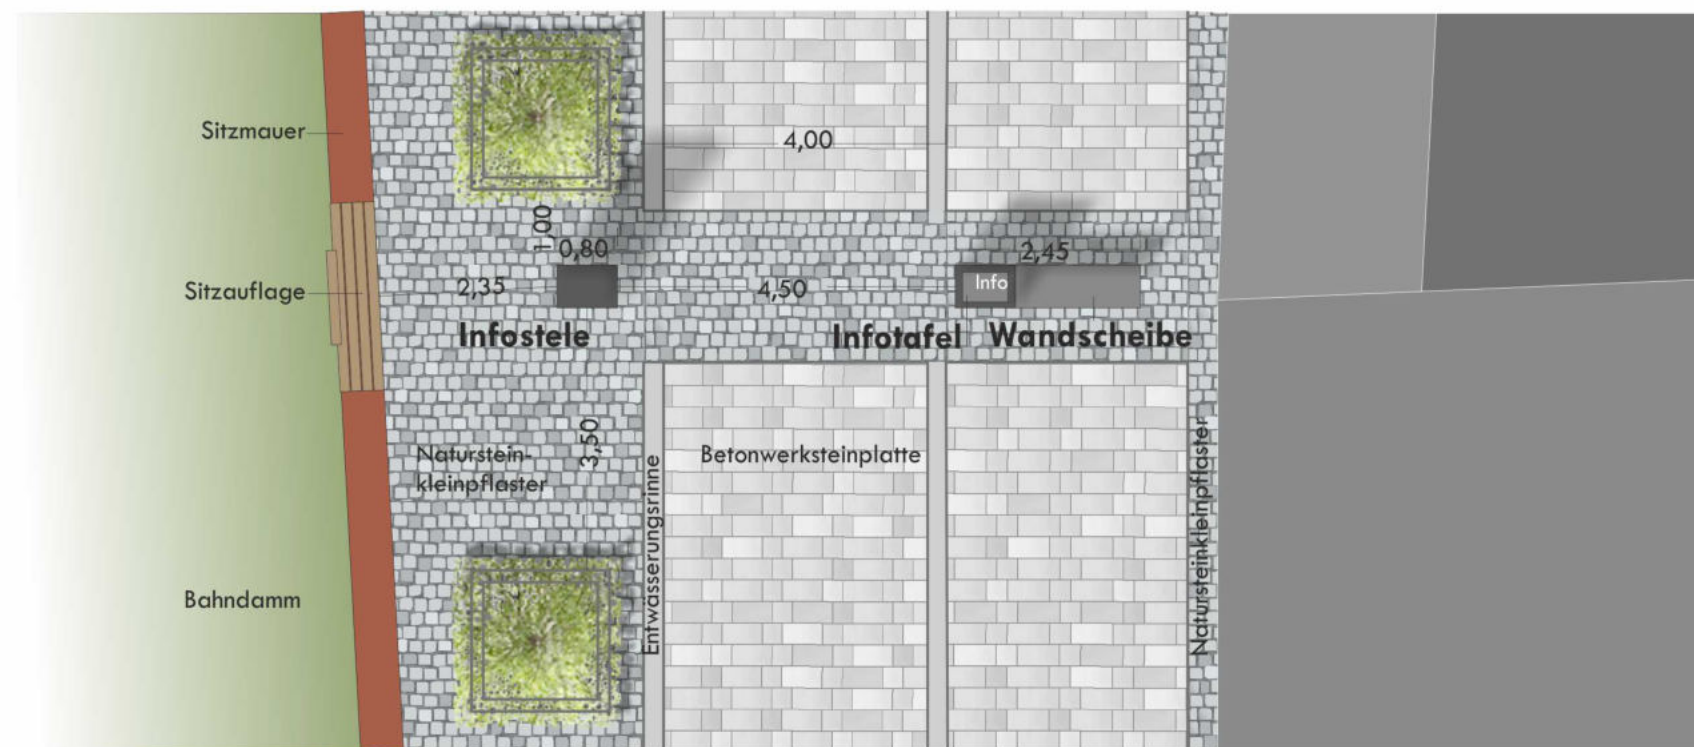 Sitzmauer
4,00
1,00
0,80
2,45
Sitzauflage
2,35
4,50
Info
Infostele
Infotafel
Wandscheibe
3,50
Naturstein-
kleinpflaster
Betonwerksteinplatte
Entwässerungsrinne
Natursteinkleinpflaster
Bahndamm